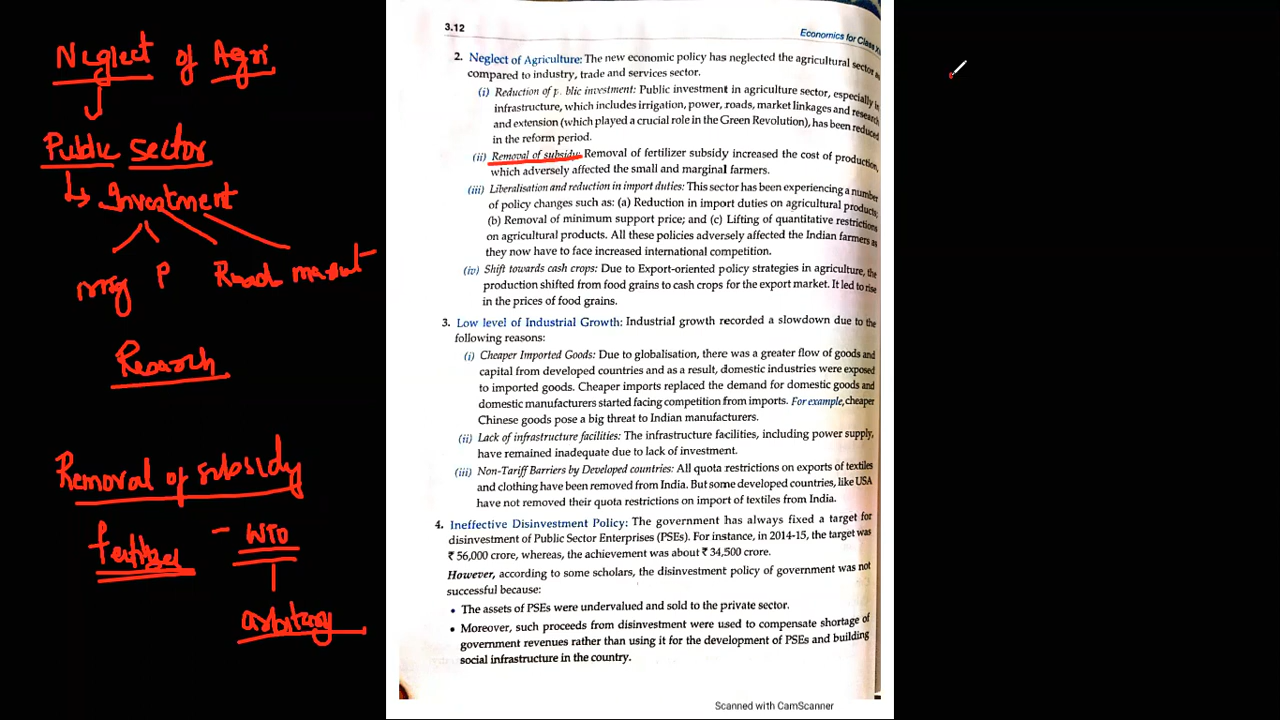 Neglect of Agri
Public Sector
Investment
irrig P Road market
Research
Removal of subsidy
fertilizer - WTO
arbitrary
3.12
Economics for Class XI
2. Neglect of Agriculture: The new economic policy has neglected the agricultural sector as
compared to industry, trade and services sector.
(i) Reduction of p blic investment: Public investment in agriculture sector, especially in
infrastructure, which includes irrigation, power, roads, market linkages and research
and extension (which played a crucial role in the Green Revolution), has been reduced
in the reform period.
(ii) Removal of subsidy: Removal of fertilizer subsidy increased the cost of production,
which adversely affected the small and marginal farmers.
(iii) Liberalisation and reduction in import duties: This sector has been experiencing a number
of policy changes such as: (a) Reduction in import duties on agricultural products;
(b) Removal of minimum support price; and (c) Lifting of quantitative restrictions
on agricultural products. All these policies adversely affected the Indian farmers as
they now have to face increased international competition.
(iv) Shift towards cash crops: Due to Export-oriented policy strategies in agriculture, the
production shifted from food grains to cash crops for the export market. It led to rise
in the prices of food grains.
3. Low level of Industrial Growth: Industrial growth recorded a slowdown due to the
following reasons:
(i) Cheaper Imported Goods: Due to globalisation, there was a greater flow of goods and
capital from developed countries and as a result, domestic industries were exposed
to imported goods. Cheaper imports replaced the demand for domestic goods and
domestic manufacturers started facing competition from imports. For example, cheaper
Chinese goods pose a big threat to Indian manufacturers.
(ii) Lack of infrastructure facilities: The infrastructure facilities, including power supply,
have remained inadequate due to lack of investment.
(iii) Non-Tariff Barriers by Developed countries: All quota restrictions on exports of textiles
and clothing have been removed from India. But some developed countries, like USA
have not removed their quota restrictions on import of textiles from India.
4. Ineffective Disinvestment Policy: The government has always fixed a target for
disinvestment of Public Sector Enterprises (PSEs). For instance, in 2014-15, the target was
₹ 56,000 crore, whereas, the achievement was about ₹ 34,500 crore.
However, according to some scholars, the disinvestment policy of government was not
successful because:
• The assets of PSEs were undervalued and sold to the private sector.
• Moreover, such proceeds from disinvestment were used to compensate shortage of
government revenues rather than using it for the development of PSEs and building
social infrastructure in the country.
Scanned with CamScanner